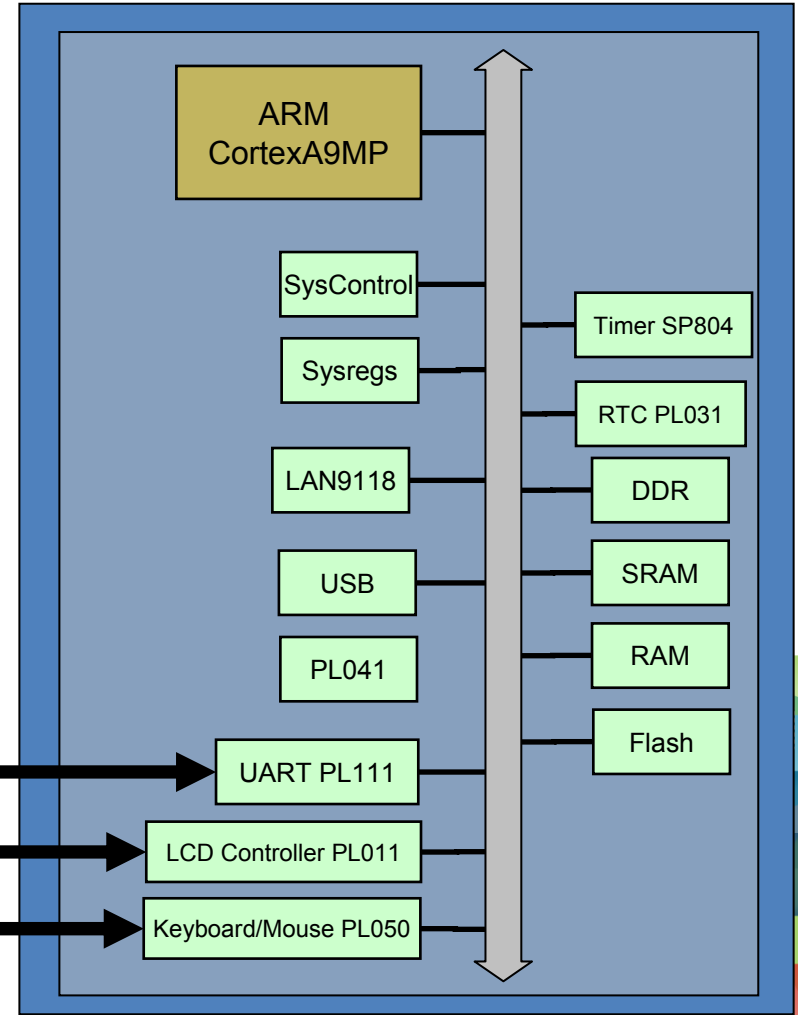 ARM
CortexA9MP
SysControl
Sysregs
LAN9118
USB
PL041
UART PL111
LCD Controller PL011
Keyboard/Mouse PL050
Timer SP804
RTC PL031
DDR
SRAM
RAM
Flash